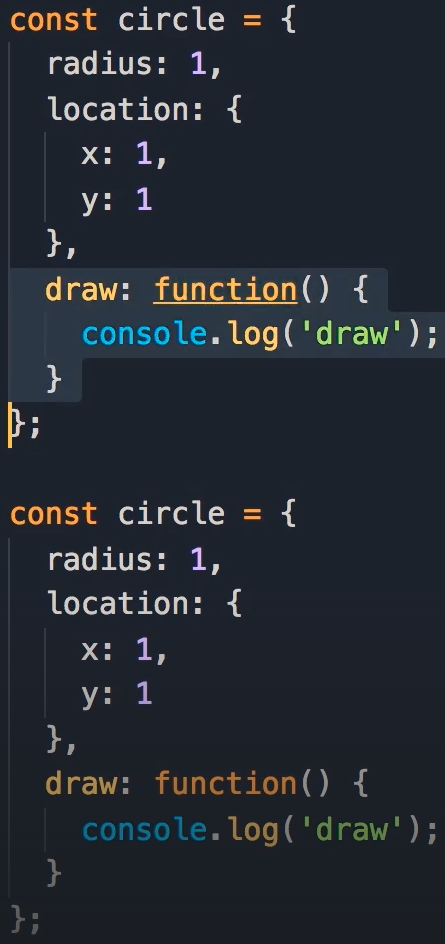 const circle = {
  radius: 1,
  location: {
    x: 1,
    y: 1
  },
  draw: function() {
    console.log('draw');
  }
};

const circle = {
  radius: 1,
  location: {
    x: 1,
    y: 1
  },
  draw: function() {
    console.log('draw');
  }
};